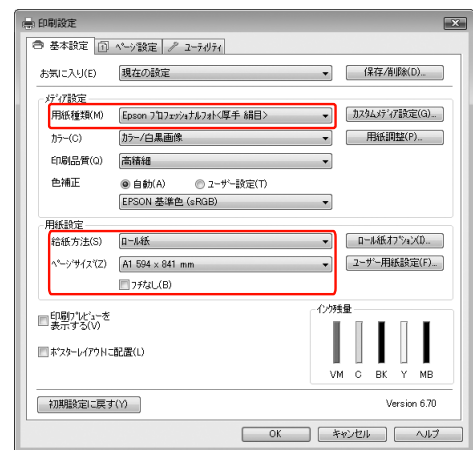 印刷設定
基本設定 ページ設定 ユーティリティ
お気に入り(E) 現在の設定 保存/削除(D)...
メディア設定
用紙種類(M) Epson プロフェッショナルフォト<厚手 絹目> カスタムメディア設定(G)...
カラー(C) カラー/白黒画像 用紙調整(P)...
印刷品質(Q) 高精細
色補正 自動(A) ユーザー設定(T)
EPSON 基準色 (sRGB)
用紙設定
給紙方法(S) ロール紙 ロール紙オプション(I)...
ページサイズ(Z) A1 594 x 841 mm ユーザー用紙設定(F)...
フチなし(B)
印刷プレビューを
表示する(V)
インク残量
ポスターレイアウトに配置(L)
VM C BK Y MB
初期設定に戻す(Y) Version 6.70
OK キャンセル ヘルプ